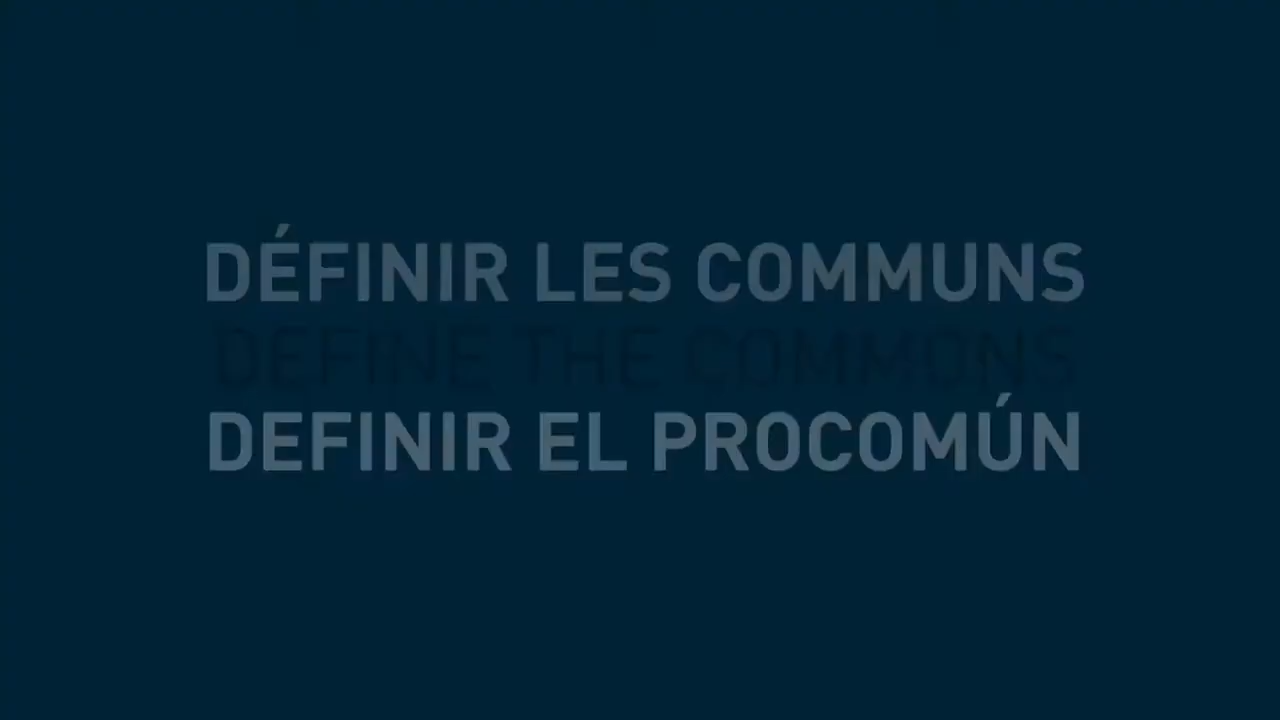 DÉFINIR LES COMMUNS
DEFINE THE COMMONS
DEFINIR EL PROCOMÚN